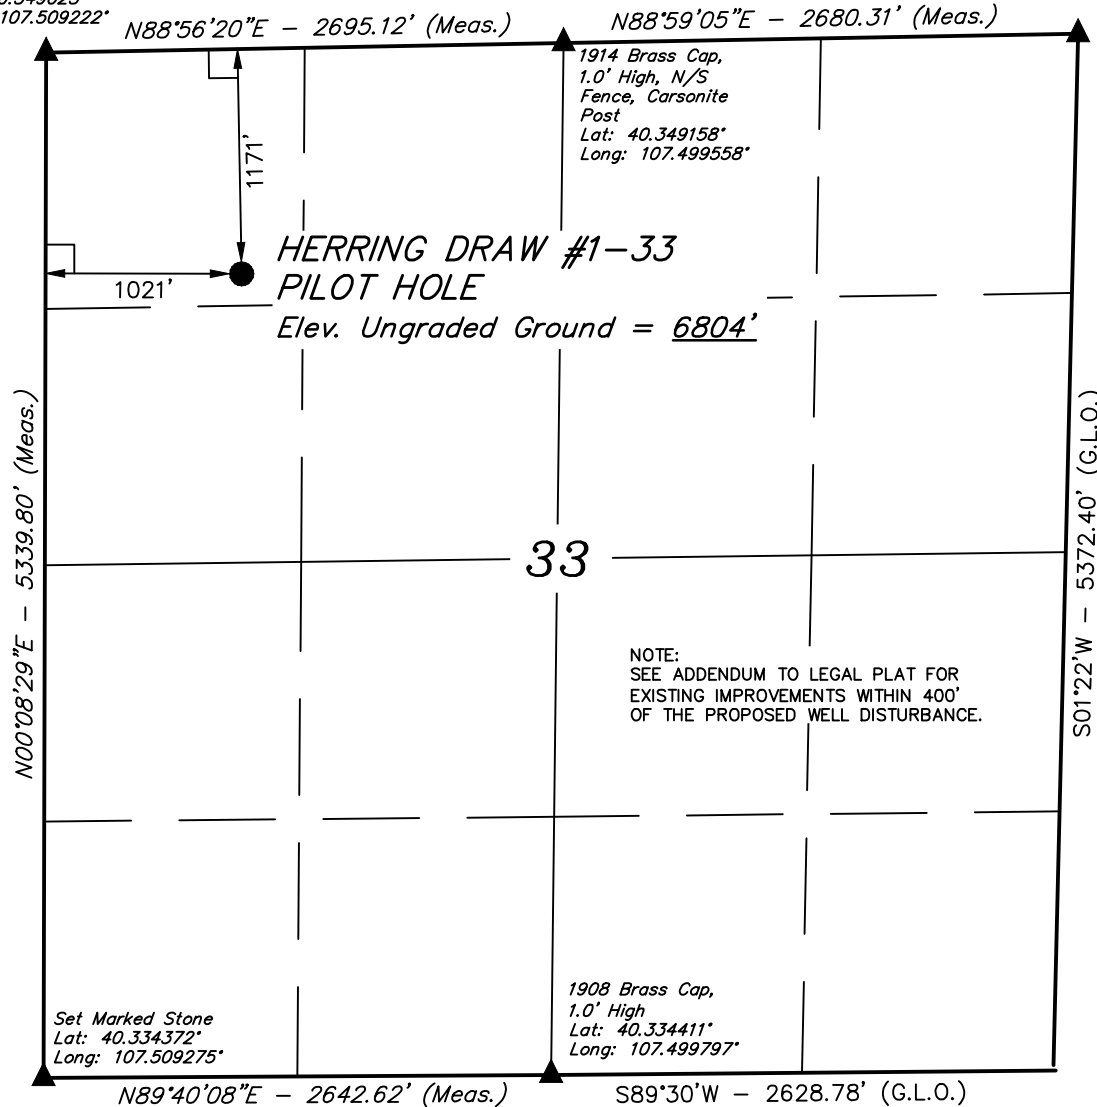 107.509222°
N88°56'20"E - 2695.12' (Meas.)
N88°59'05"E - 2680.31' (Meas.)
1914 Brass Cap,
1.0' High, N/S
Fence, Carsonite
Post
Lat: 40.349158°
Long: 107.499558°
1171'
1021'
HERRING DRAW #1-33
PILOT HOLE
Elev. Ungraded Ground = 6804'
N00°08'29"E - 5339.80' (Meas.)
S01°22'W - 5372.40' (G.L.O.)
33
NOTE:
SEE ADDENDUM TO LEGAL PLAT FOR
EXISTING IMPROVEMENTS WITHIN 400'
OF THE PROPOSED WELL DISTURBANCE.
Set Marked Stone
Lat: 40.334372°
Long: 107.509275°
1908 Brass Cap,
1.0' High
Lat: 40.334411°
Long: 107.499797°
N89°40'08"E - 2642.62' (Meas.)
S89°30'W - 2628.78' (G.L.O.)